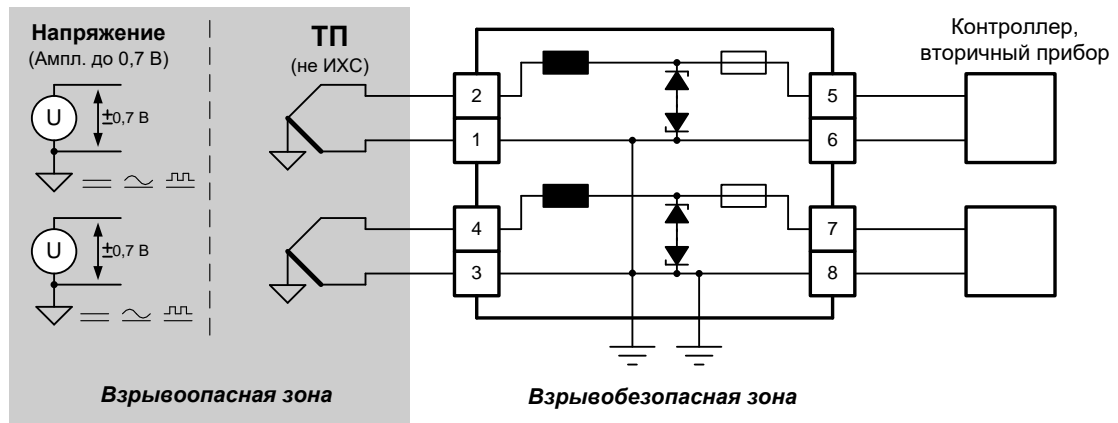 Напряжение
(Ампл. до 0,7 В)
U
±0,7 В
U
±0,7 В
ТП
(не ИХС)
2
1
4
3
5
6
7
8
Контроллер,
вторичный прибор
Взрывоопасная зона
Взрывобезопасная зона